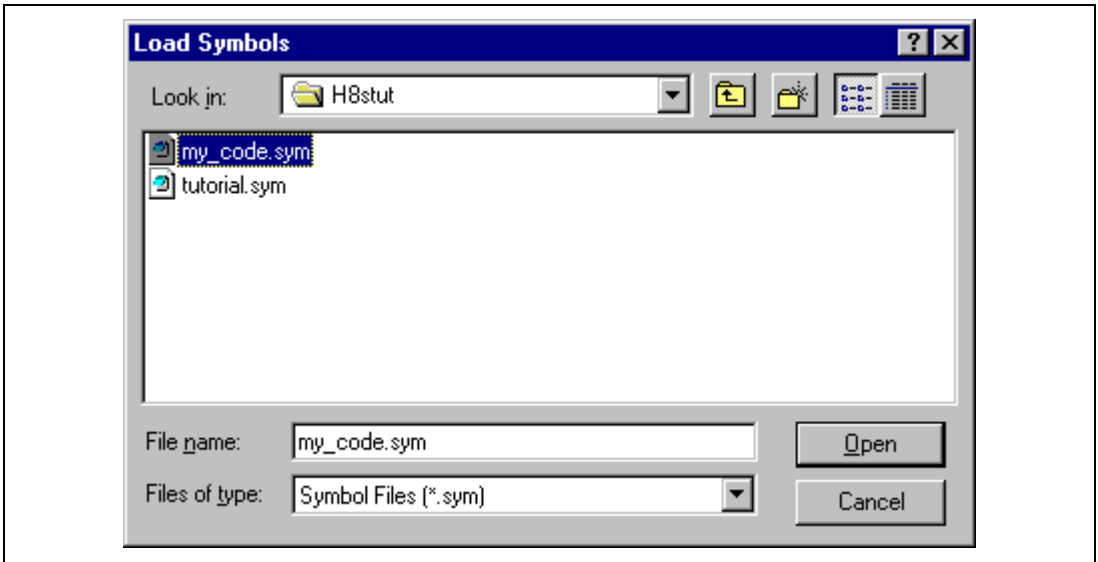 Load Symbols
Look in: H8stut
my_code.sym
tutorial.sym
File name: my_code.sym
Open
Files of type: Symbol Files (*.sym)
Cancel